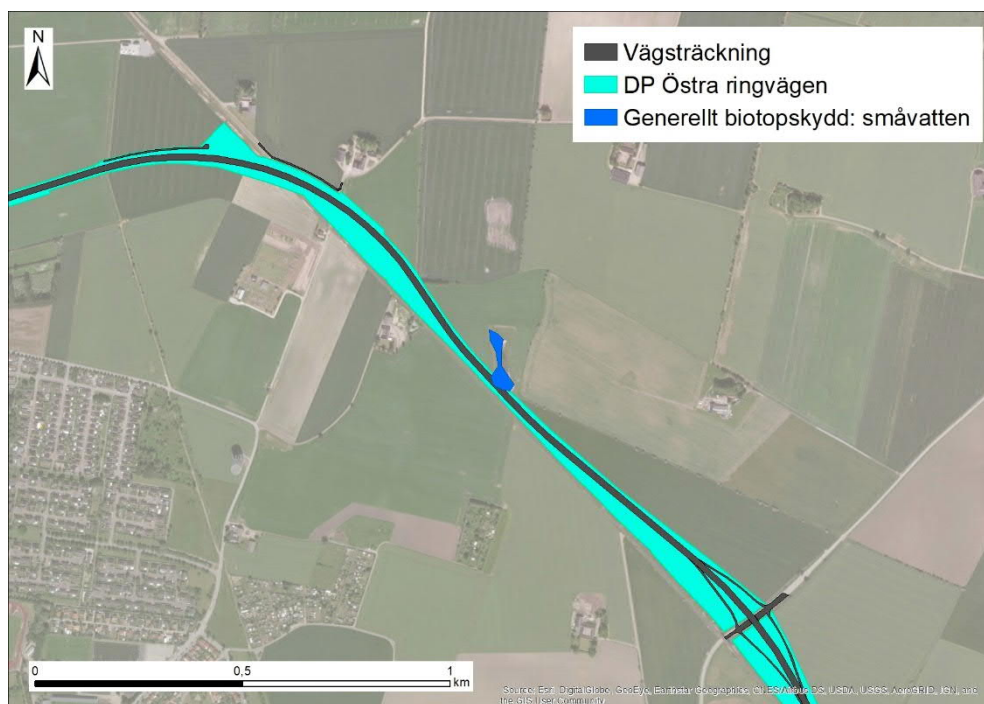 N
Vägsträckning
DP Östra ringvägen
Generellt biotopskydd: småvatten
0 0,5 1
km
Source: Esri, DigitalGlobe, GeoEye, Earthstar Geographics, CNES/Airbus DS, USDA, USGS, AeroGRID, IGN, and
the GIS User Community